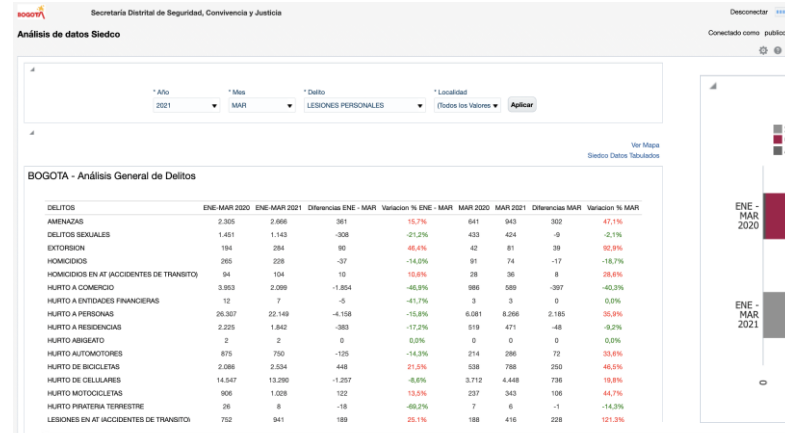 BOGOTÁ
Secretaría Distrital de Seguridad, Convivencia y Justicia
Desconectar
Análisis de datos Siedco
Conectado como public
* Año * Mes * Delito * Localidad
2021 MAR LESIONES PERSONALES (Todos los Valores Aplicar
Ver Mapa
Siedco Datos Tabulados
BOGOTA - Análisis General de Delitos
DELITOS ENE-MAR 2020 ENE-MAR 2021 Diferencias ENE - MAR Variacion % ENE - MAR MAR 2020 MAR 2021 Diferencias MAR Variacion % MAR
AMENAZAS 2.305 2.666 361 15,7% 641 943 302 47,1%
DELITOS SEXUALES 1.451 1.143 -308 -21,2% 433 424 -9 -2,1%
EXTORSION 194 284 90 46,4% 42 81 39 92,9%
HOMICIDIOS 265 228 -37 -14,0% 91 74 -17 -18,7%
HOMICIDIOS EN AT (ACCIDENTES DE TRANSITO) 94 104 10 10,6% 28 36 8 28,6%
HURTO A COMERCIO 3.953 2.099 -1.854 -46,9% 986 589 -397 -40,3%
HURTO A ENTIDADES FINANCIERAS 12 7 -5 -41,7% 3 3 0 0,0%
HURTO A PERSONAS 26.307 22.149 -4.158 -15,8% 6.081 8.266 2.185 35,9%
HURTO A RESIDENCIAS 2.225 1.842 -383 -17,2% 519 471 -48 -9,2%
HURTO ABIGEATO 2 2 0 0,0% 0 0 0 0,0%
HURTO AUTOMOTORES 875 750 -125 -14,3% 214 286 72 33,6%
HURTO DE BICICLETAS 2.086 2.534 448 21,5% 538 788 250 46,5%
HURTO DE CELULARES 14.547 13.290 -1.257 -8,6% 3.712 4.448 736 19,8%
HURTO MOTOCICLETAS 906 1.028 122 13,5% 237 343 106 44,7%
HURTO PIRATERIA TERRESTRE 26 8 -18 -69,2% 7 6 -1 -14,3%
LESIONES EN AT (ACCIDENTES DE TRANSITO) 752 941 189 25,1% 188 416 228 121,3%
ENE -
MAR
2020
ENE -
MAR
2021
0